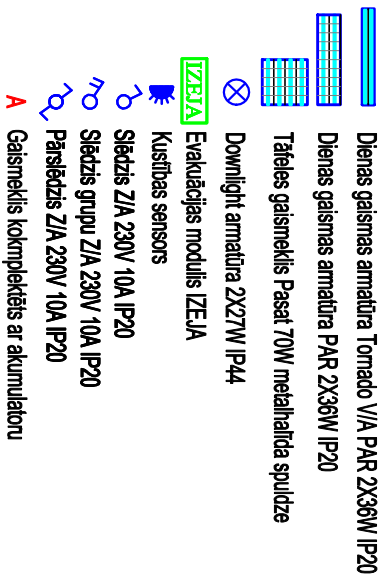 Dienas gaismas armatūra Tornado V/A PAR 2X36W IP20
Dienas gaismas armatūra PAR 2X36W IP20
Tāfeles gaismeklis Pasat 70W metalhalīda spuldze
Downlight armatūra 2X27W IP44
IZEJA Evakuācijas modulis IZEJA
Kustības sensors
Slēdzis Z/A 230V 10A IP20
Slēdzis grupu Z/A 230V 10A IP20
Pārslēdzis Z/A 230V 10A IP20
A Gaismeklis kokmplektēts ar akumulatoru